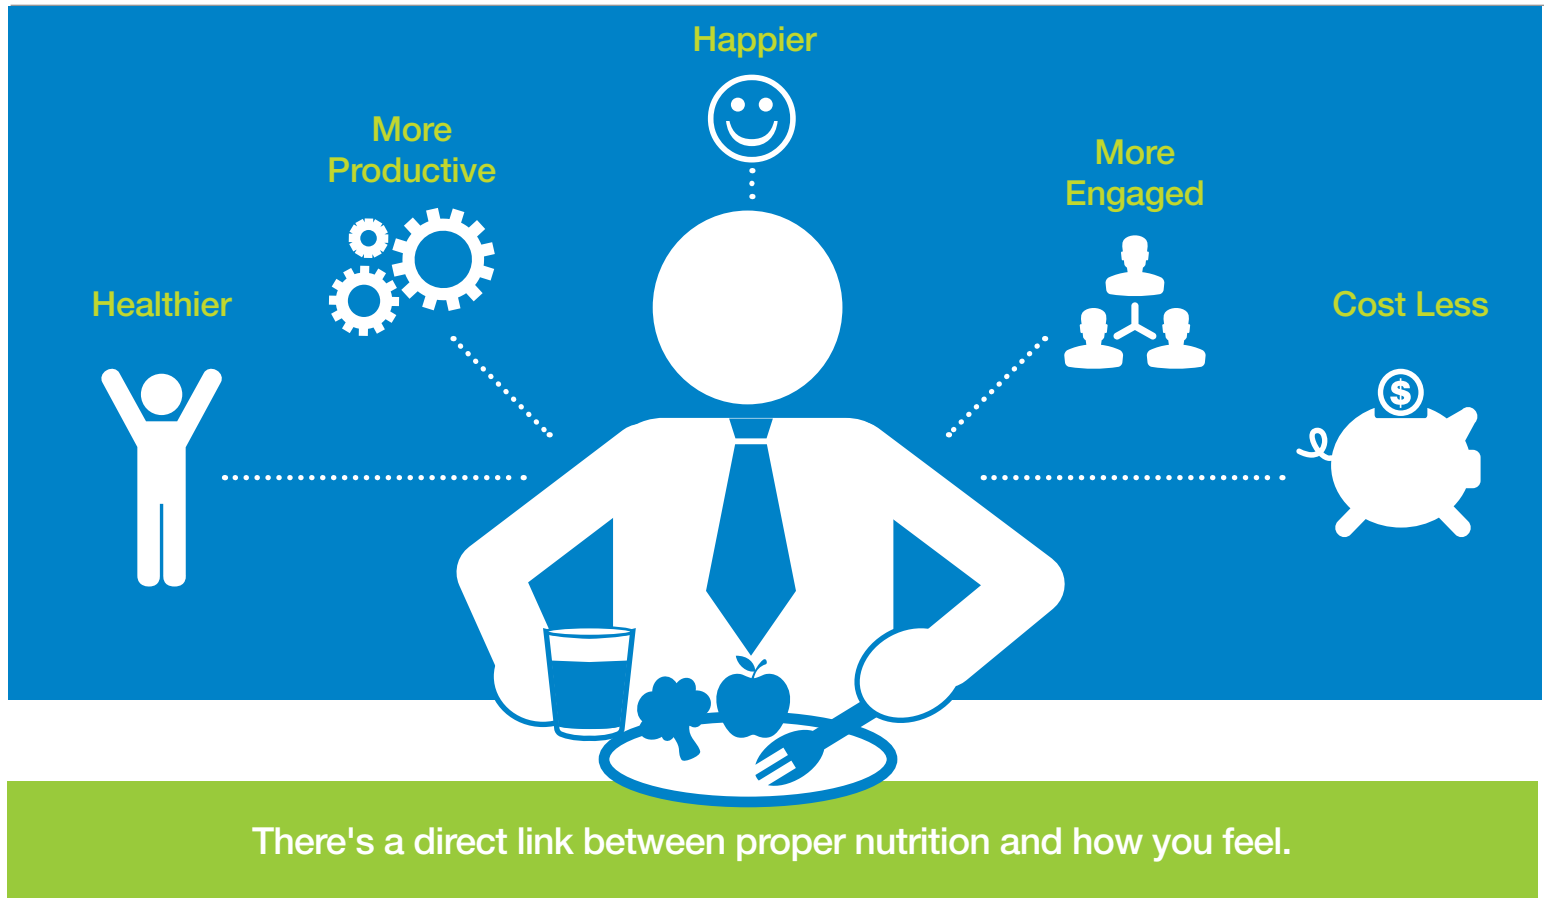 Happier
More
Productive
More
Engaged
Healthier
Cost Less
$
There's a direct link between proper nutrition and how you feel.